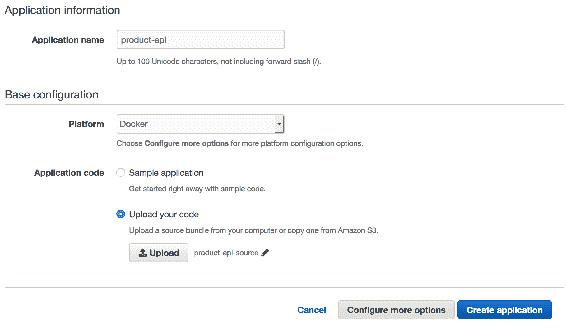 Application information
Application name
product-api
Up to 100 Unicode characters, not including forward slash (/).
Base configuration
Platform
Docker
Choose Configure more options for more platform configuration options.
Application code
Sample application
Get started right away with sample code.
Upload your code
Upload a source bundle from your computer or copy one from Amazon S3.
Upload product-api-source
Cancel Configure more options Create application